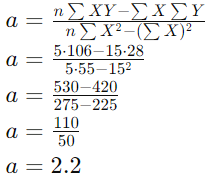 a = \frac{n \sum XY - \sum X \sum Y}{n \sum X^2 - (\sum X)^2}
a = \frac{5 \cdot 106 - 15 \cdot 28}{5 \cdot 55 - 15^2}
a = \frac{530 - 420}{275 - 225}
a = \frac{110}{50}
a = 2.2